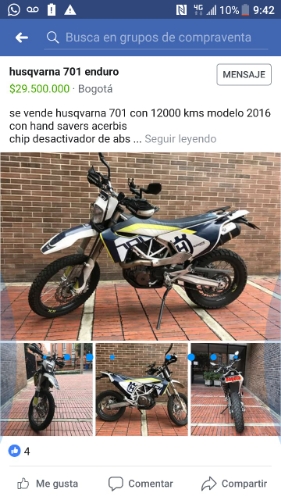 4G 10% 9:42
Busca en grupos de compraventa
husqvarna 701 enduro
MENSAJE
$29.500.000 · Bogotá
se vende husqvarna 701 con 12000 kms modelo 2016
con hand savers acerbis
chip desactivador de abs ... Seguir leyendo
4
Me gusta Comentar Compartir